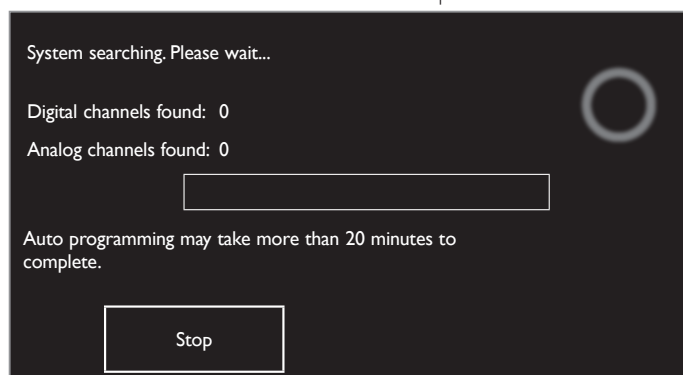 System searching. Please wait...
Digital channels found: 0
Analog channels found: 0
Auto programming may take more than 20 minutes to
complete.
Stop